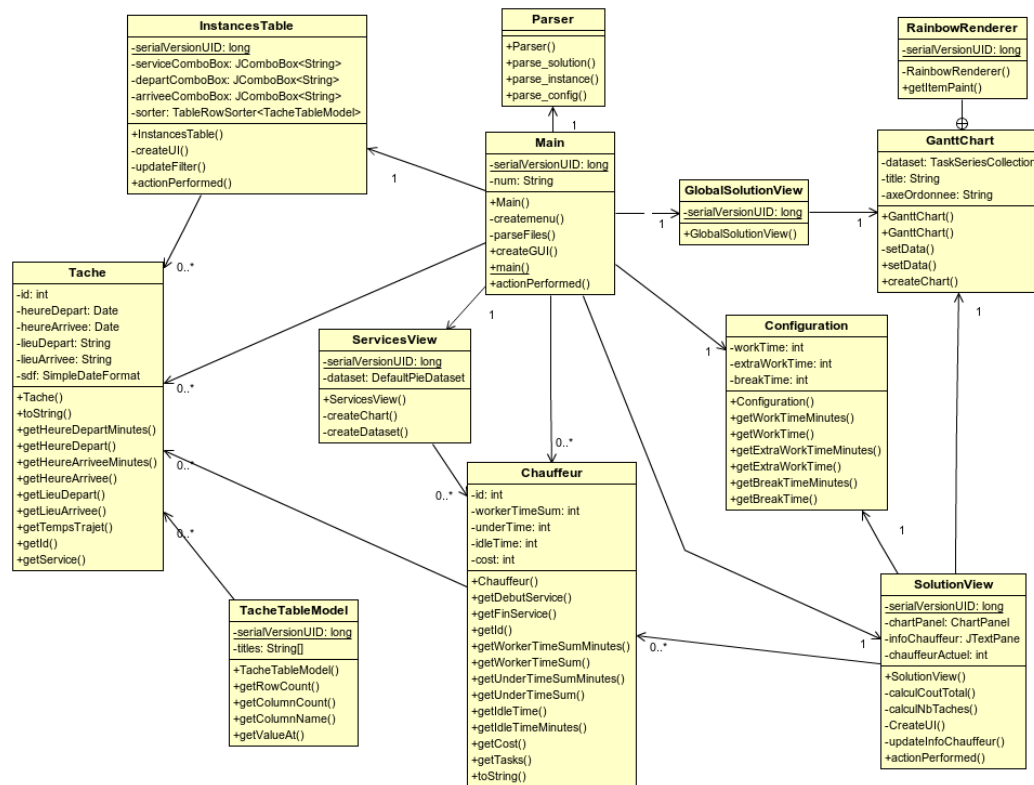 InstancesTable
-serialVersionUID: long
-serviceComboBox: JComboBox<String>
-departComboBox: JComboBox<String>
-arriveeComboBox: JComboBox<String>
-sorter: TableRowSorter<TacheTableModel>
+InstancesTable()
-createUI()
-updateFilter()
+actionPerformed()
Parser
+Parser()
+parse_solution()
+parse_instance()
+parse_config()
RainbowRenderer
-serialVersionUID: long
-RainbowRenderer()
+getItemPaint()
1
Main
-serialVersionUID: long
-num: String
+Main()
-createmenu()
-parseFiles()
+createGUI()
+main()
+actionPerformed()
1
GlobalSolutionView
-serialVersionUID: long
+GlobalSolutionView()
1
1
GanttChart
-dataset: TaskSeriesCollection
-title: String
-axeOrdonnee: String
+GanttChart()
+GanttChart()
-setData()
+setData()
+createChart()
1
0..*
Tache
-id: int
-heureDepart: Date
-heureArrivee: Date
-lieuDepart: String
-lieuArrivee: String
-sdf: SimpleDateFormat
+Tache()
+toString()
+getHeureDepartMinutes()
+getHeureDepart()
+getHeureArriveeMinutes()
+getHeureArrivee()
+getLieuDepart()
+getLieuArrivee()
+getTempsTrajet()
+getId()
+getService()
0..*
0..*
0..*
1
ServicesView
-serialVersionUID: long
-dataset: DefaultPieDataset
+ServicesView()
-createChart()
-createDataset()
1
Configuration
-workTime: int
-extraWorkTime: int
-breakTime: int
+Configuration()
+getWorkTimeMinutes()
+getWorkTime()
+getExtraWorkTimeMinutes()
+getExtraWorkTime()
+getBreakTimeMinutes()
+getBreakTime()
1
0..*
0..*
Chauffeur
-id: int
-workerTimeSum: int
-underTime: int
-idleTime: int
-cost: int
+Chauffeur()
+getDebutService()
+getFinService()
+getId()
+getWorkerTimeSumMinutes()
+getWorkerTimeSum()
+getUnderTimeSumMinutes()
+getUnderTimeSum()
+getIdleTime()
+getIdleTimeMinutes()
+getCost()
+getTasks()
+toString()
0..*
1
SolutionView
-serialVersionUID: long
-chartPanel: ChartPanel
-infoChauffeur: JTextPane
-chauffeurActuel: int
+SolutionView()
-calculCoutTotal()
-calculNbTaches()
-CreateUI()
-updateInfoChauffeur()
+actionPerformed()
TacheTableModel
-serialVersionUID: long
-titles: String[]
+TacheTableModel()
+getRowCount()
+getColumnCount()
+getColumnName()
+getValueAt()